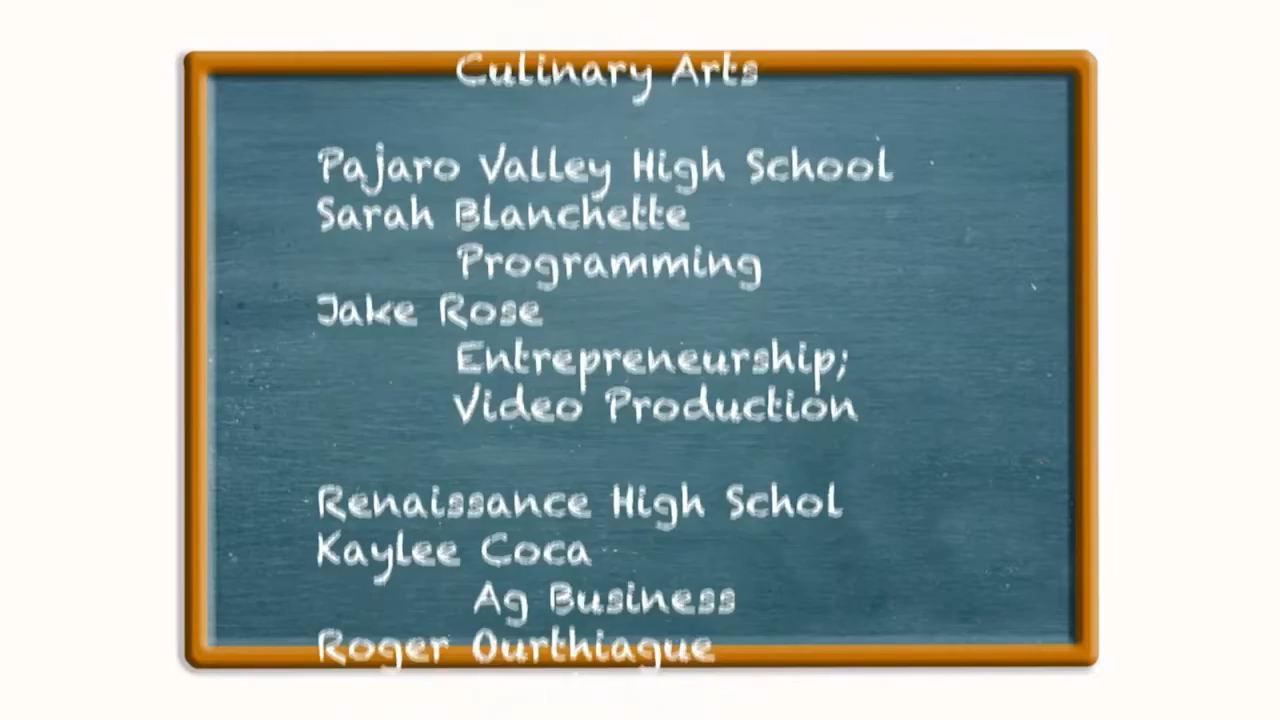 Culinary Arts
Pajaro Valley High School
Sarah Blanchette
Programming
Jake Rose
Entrepreneurship;
Video Production
Renaissance High Schol
Kaylee Coca
Ag Business
Roger Ourthiague